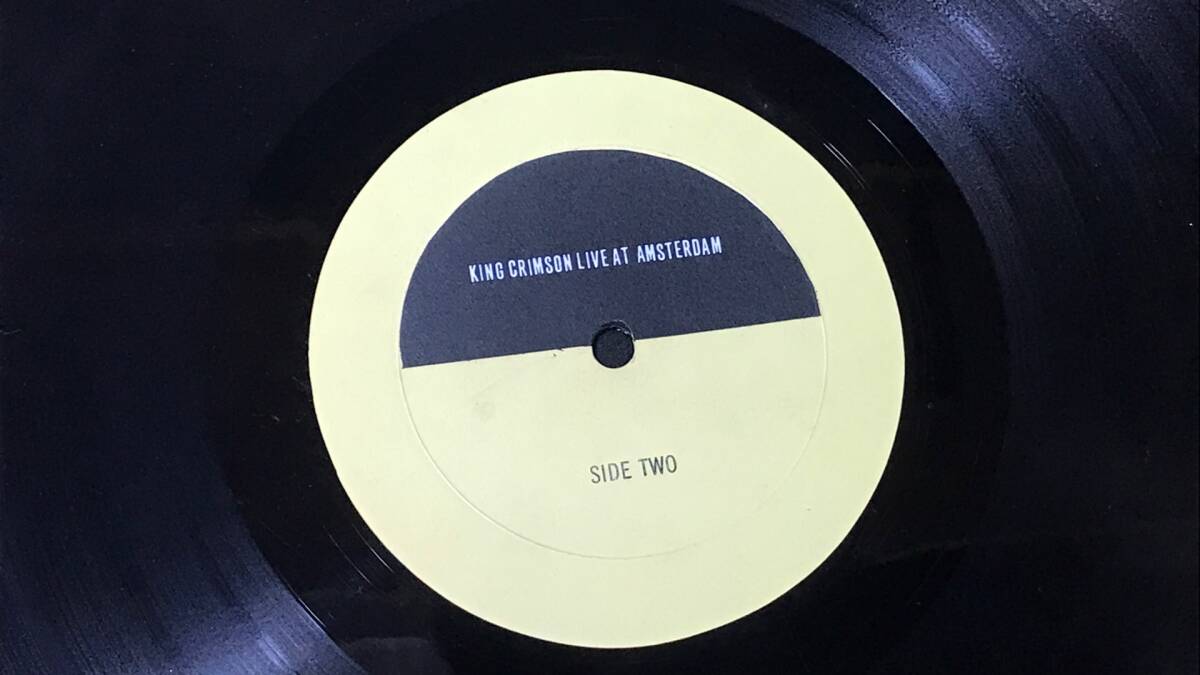 KING CRIMSON LIVE AT AMSTERDAM
SIDE TWO